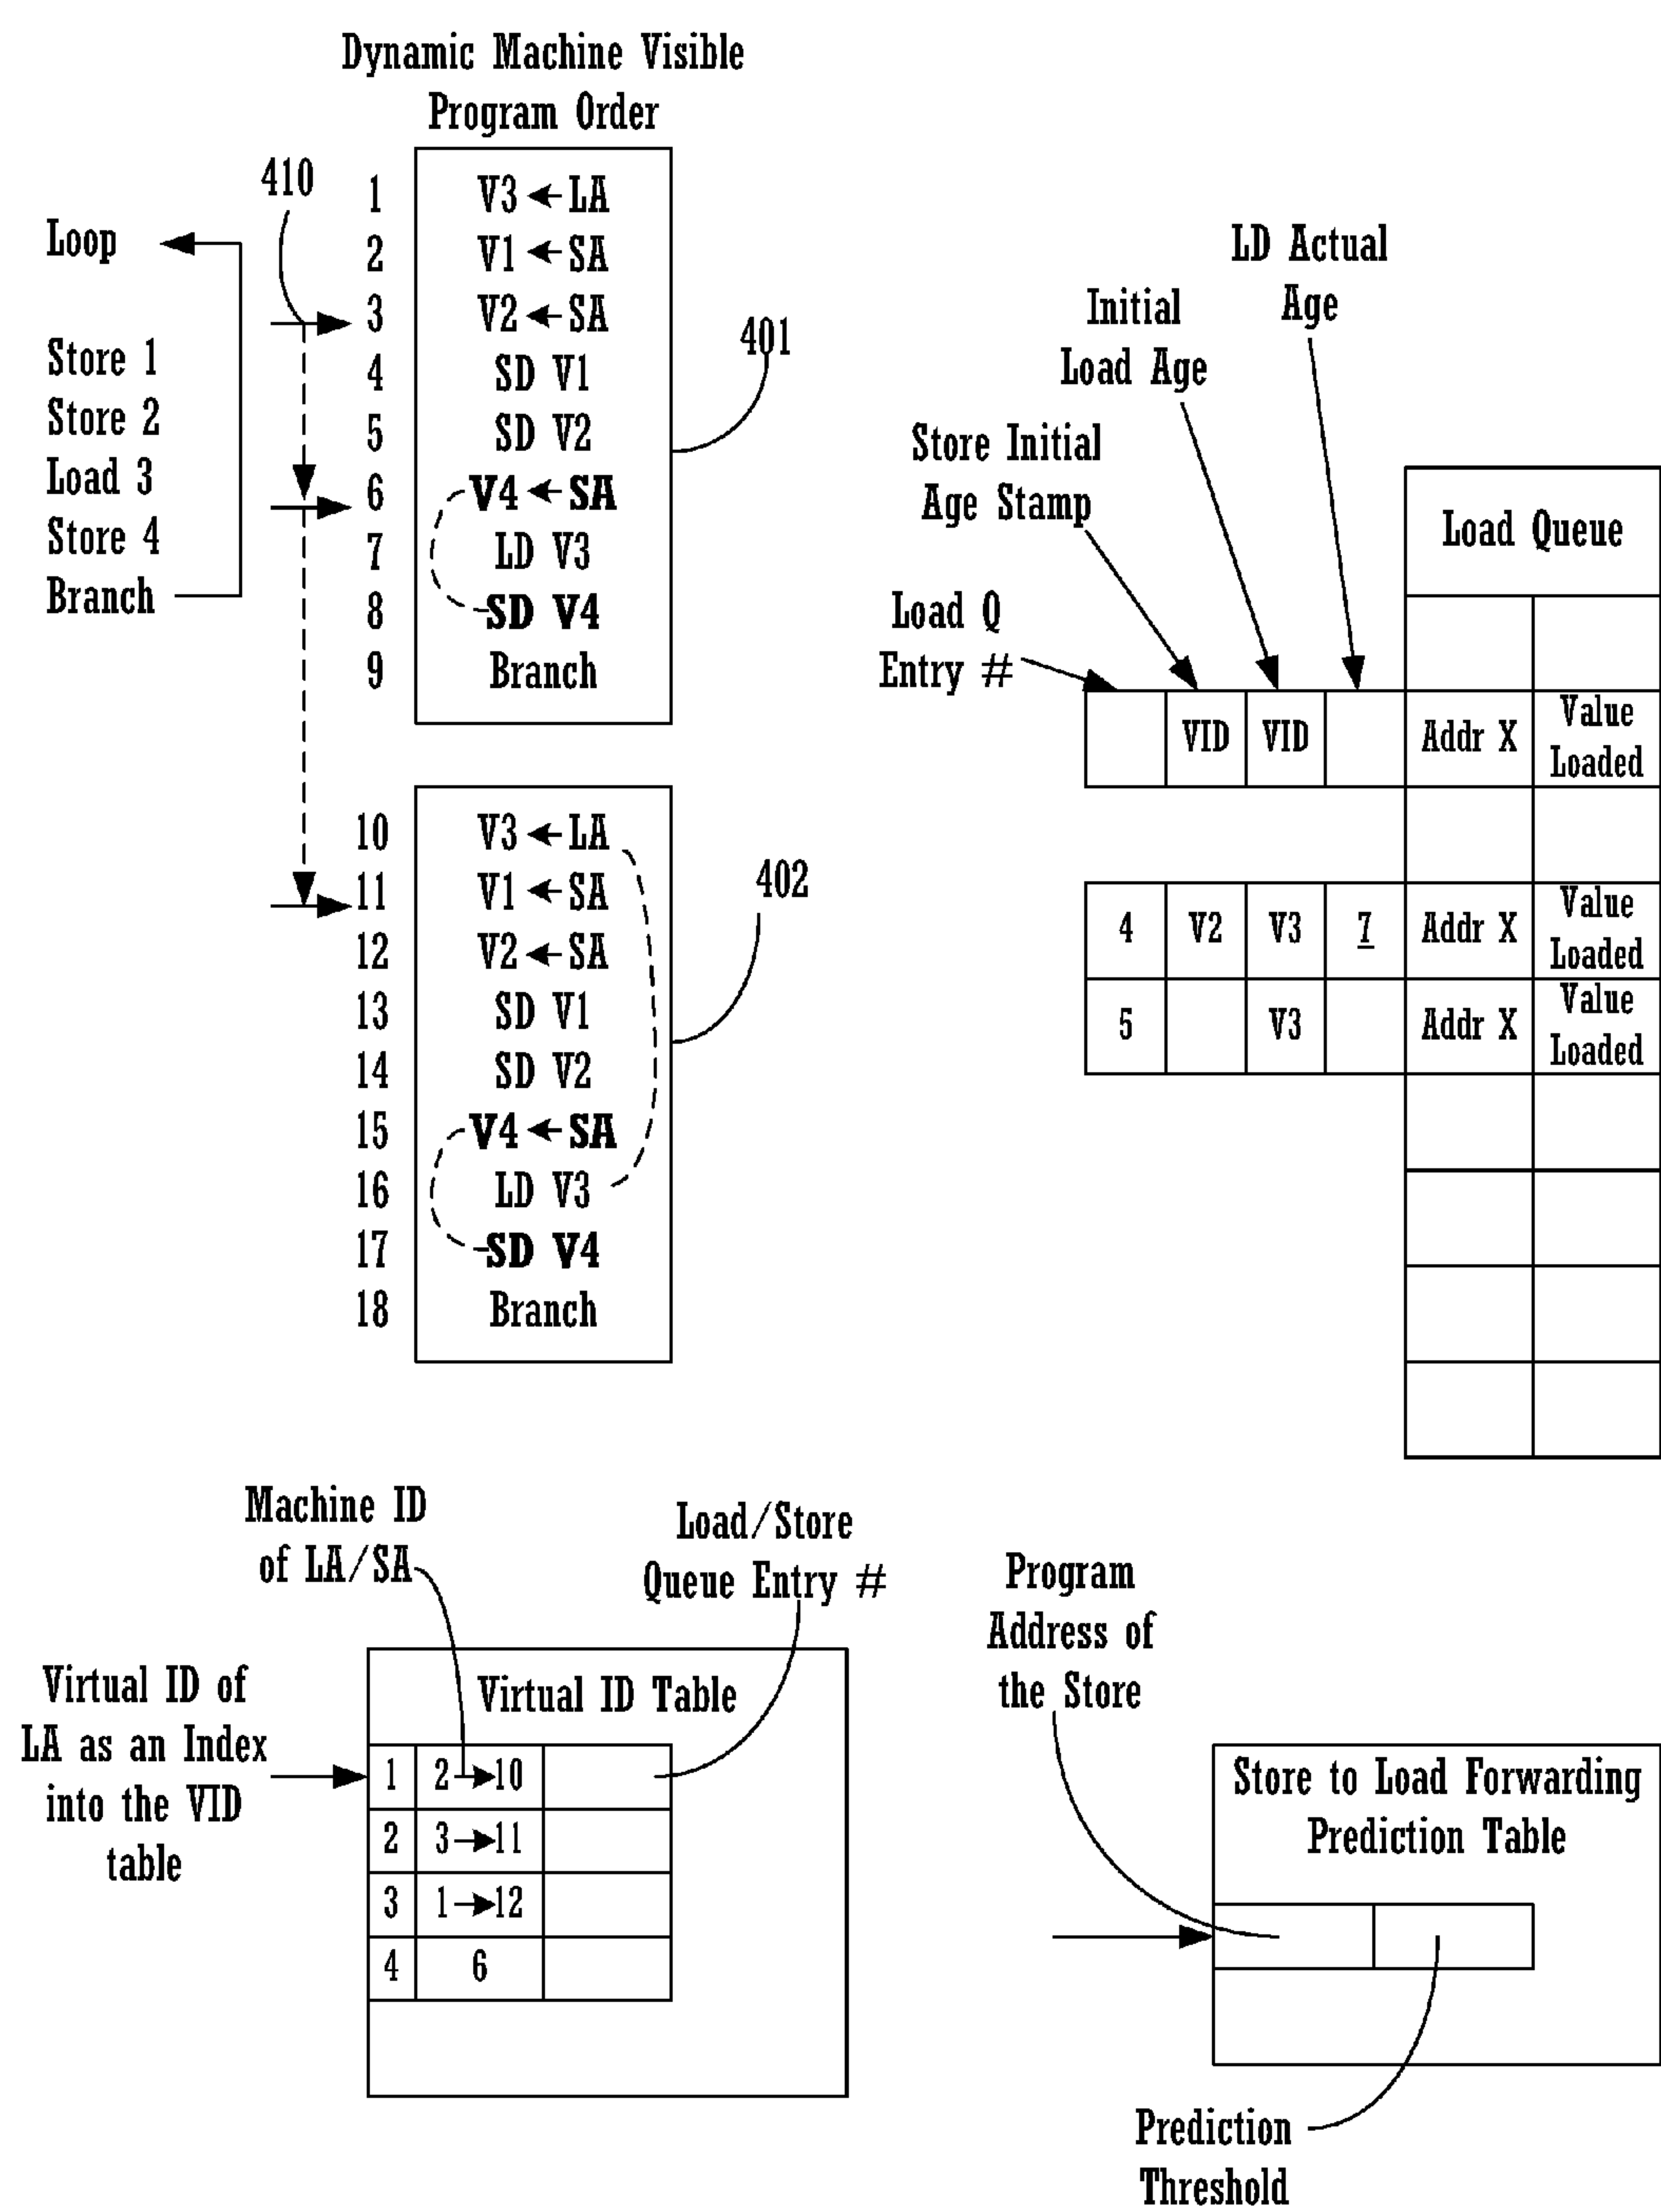 Dynamic Machine Visible
Program Order
410
Loop
Store 1
Store 2
Load 3
Store 4
Branch
1 V3 ← LA
2 V1 ← SA
3 V2 ← SA
4 SD V1
5 SD V2
6 V4 ← SA
7 LD V3
8 SD V4
9 Branch
401
10 V3 ← LA
11 V1 ← SA
12 V2 ← SA
13 SD V1
14 SD V2
15 V4 ← SA
16 LD V3
17 SD V4
18 Branch
402
LD Actual
Age
Initial
Load Age
Store Initial
Age Stamp
Load Q
Entry #
Load Queue
VID VID Addr X Value
Loaded
4 V2 V3 7 Addr X Value
Loaded
5 V3 Addr X Value
Loaded
Machine ID
of LA/SA
Load/Store
Queue Entry #
Virtual ID of
LA as an Index
into the VID
table
Virtual ID Table
1 2→10
2 3→11
3 1→12
4 6
Program
Address of
the Store
Store to Load Forwarding
Prediction Table
Prediction
Threshold